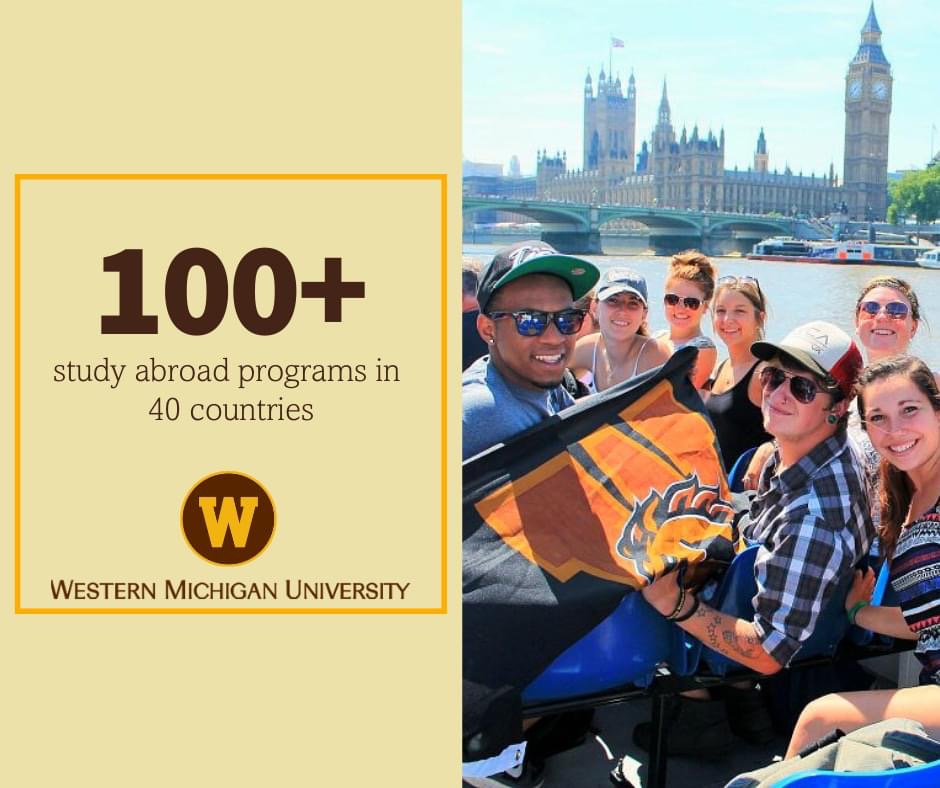 100+
study abroad programs in
40 countries
W
WESTERN MICHIGAN UNIVERSITY
W